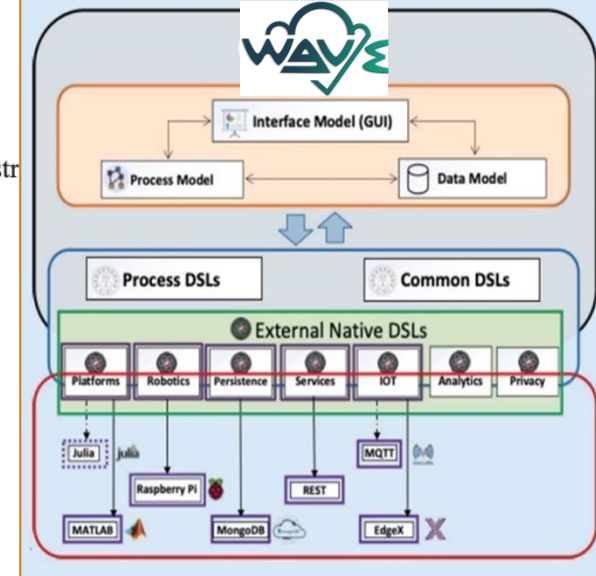 wave
Interface Model (GUI)
str
Process Model
Data Model
Process DSLs
Common DSLs
External Native DSLs
Platforms
Robotics
Persistence
Services
IOT
Analytics
Privacy
Julia
julia
MQTT
Raspberry Pi
REST
MATLAB
MongoDB
EdgeX